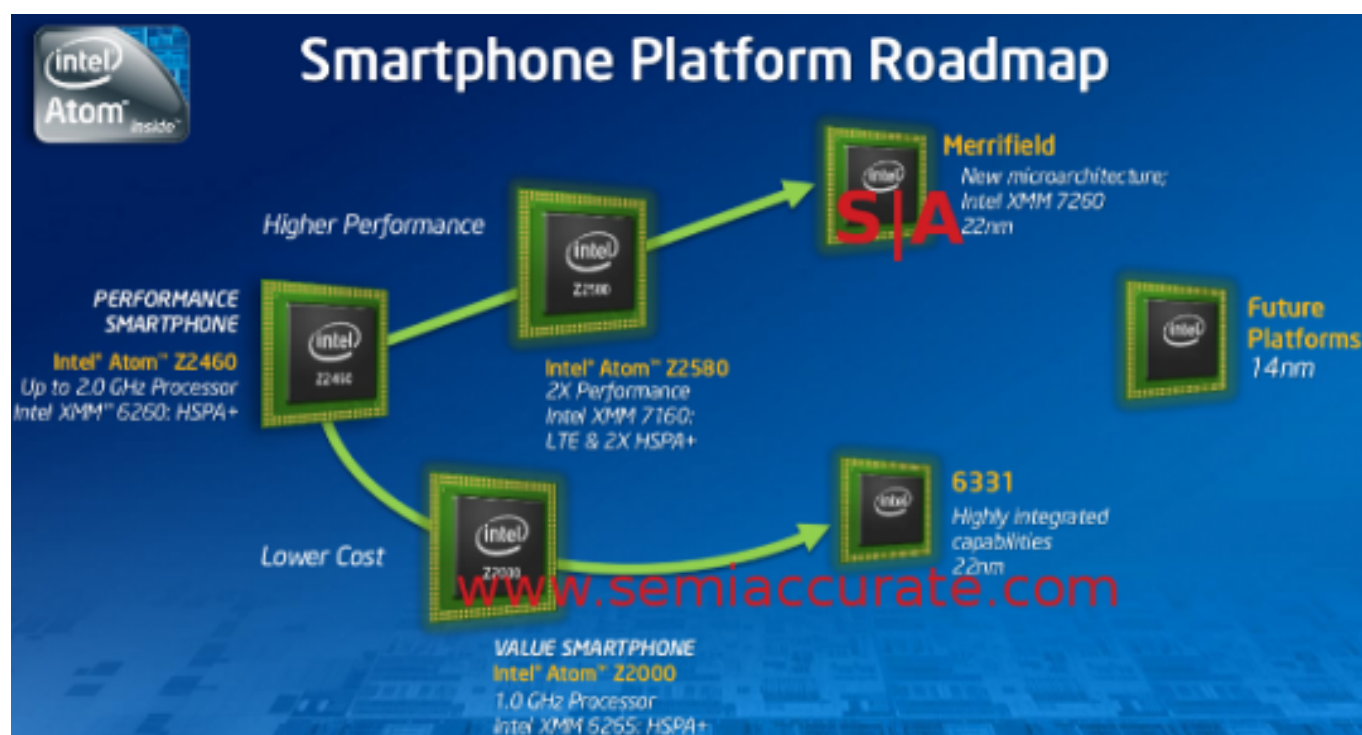 intel
Atom™
inside™
Smartphone Platform Roadmap
Higher Performance
PERFORMANCE
SMARTPHONE
Intel® Atom™ Z2460
Up to 2.0 GHz Processor
Intel XMM™ 6260: HSPA+
intel
Z2460
intel
Z2580
Intel® Atom™ Z2580
2X Performance
Intel XMM 7160:
LTE & 2X HSPA+
intel
Merrifield
New microarchitecture;
Intel XMM 7260
22nm
S|A
intel
Future
Platforms
14nm
Lower Cost
intel
Z2000
VALUE SMARTPHONE
Intel® Atom™ Z2000
1.0 GHz Processor
Intel XMM 6265: HSPA+
intel
6331
Highly integrated
capabilities
22nm
www.semiaccurate.com